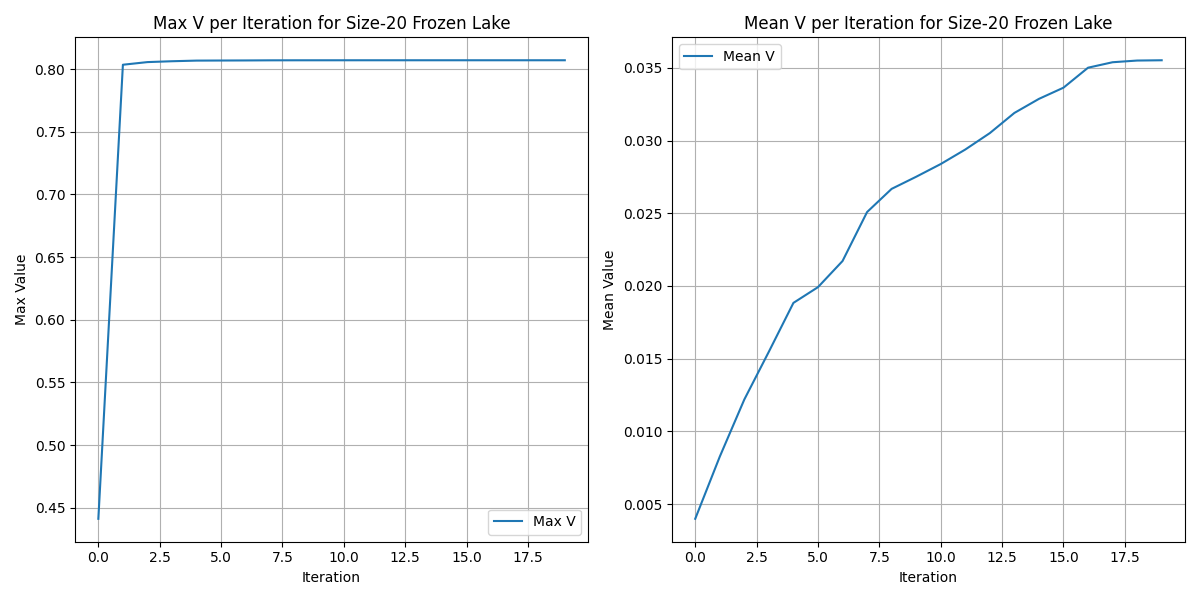 Max V per Iteration for Size-20 Frozen Lake
Max Value
0.80
0.75
0.70
0.65
0.60
0.55
0.50
0.45
Max V
0.0 2.5 5.0 7.5 10.0 12.5 15.0 17.5
Iteration
Mean V per Iteration for Size-20 Frozen Lake
Mean V
Mean Value
0.035
0.030
0.025
0.020
0.015
0.010
0.005
0.0 2.5 5.0 7.5 10.0 12.5 15.0 17.5
Iteration